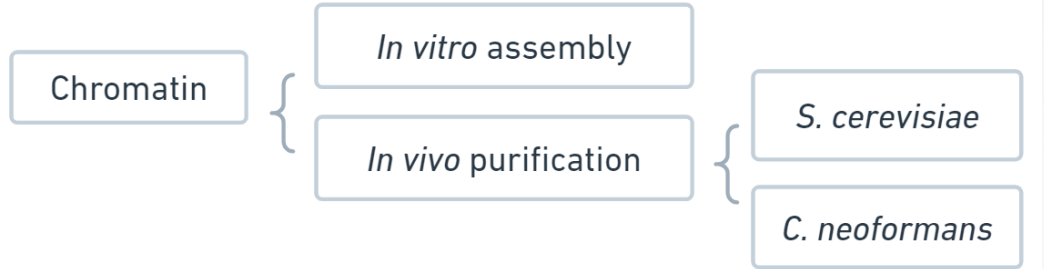 Chromatin
In vitro assembly
In vivo purification
S. cerevisiae
C. neoformans